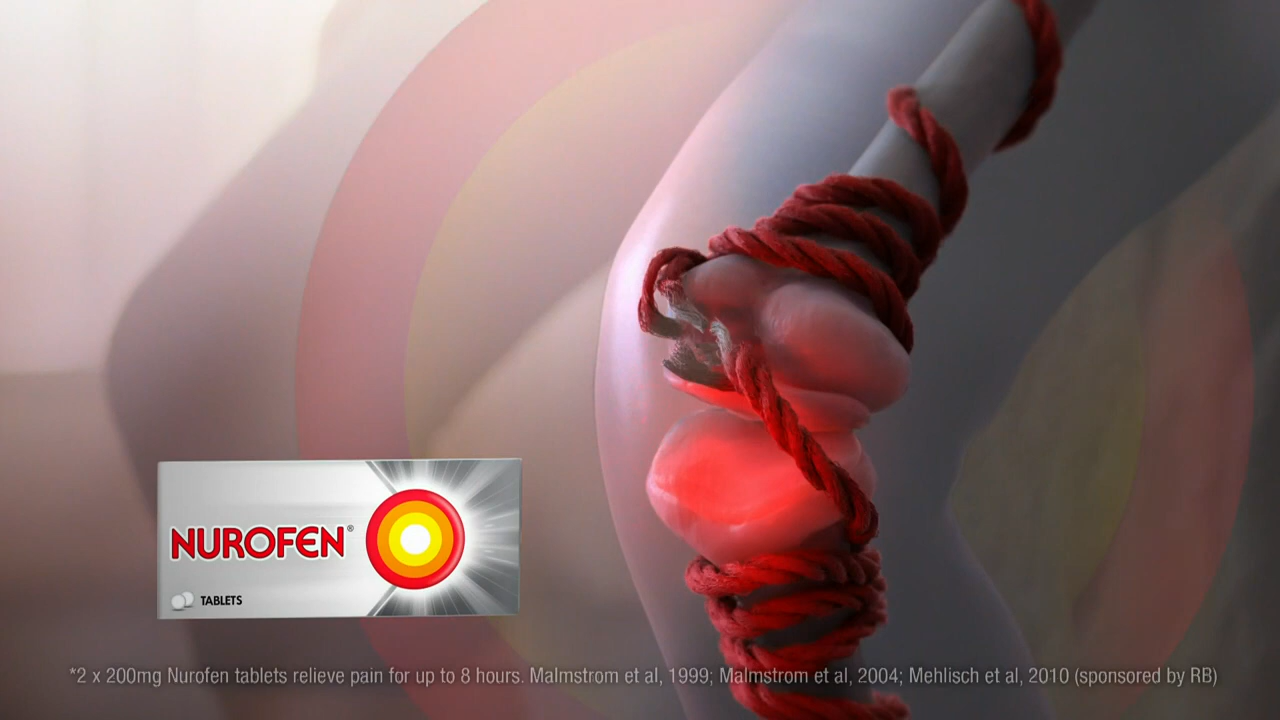 NUROFEN®
TABLETS
*2 x 200mg Nurofen tablets relieve pain for up to 8 hours. Malmstrom et al, 1999; Malmstrom et al, 2004; Mehlisch et al, 2010 (sponsored by RB)